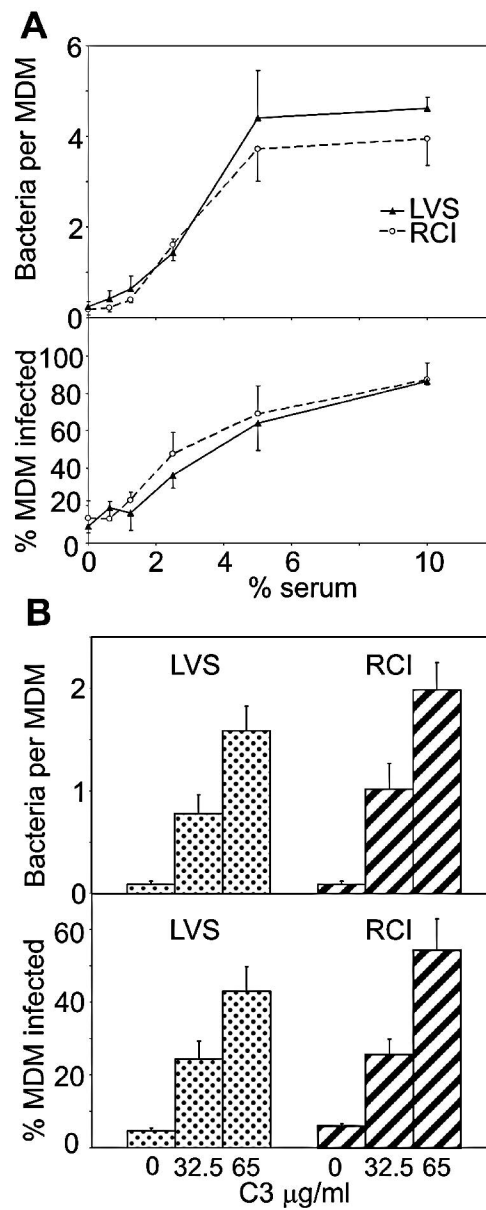 A
Bacteria per MDM
6
4
2
0
LVS
RCI
% MDM infected
100
80
60
40
20
0
0 2 4 6 8 10
% serum
B
Bacteria per MDM
2
1
0
LVS RCI
% MDM infected
60
40
20
0
LVS RCI
0 32.5 65 0 32.5 65
C3 µg/ml